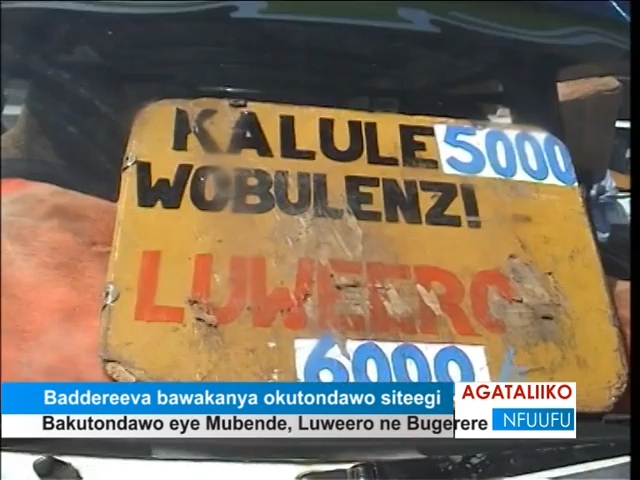 KALULE 5000
WOBULENZI
LUWEERO
6000
Baddereeva bawakanya okutondawo siteegi
Bakutondawo eye Mubende, Luweero ne Bugerere
AGATALIIKO
NFUUFU